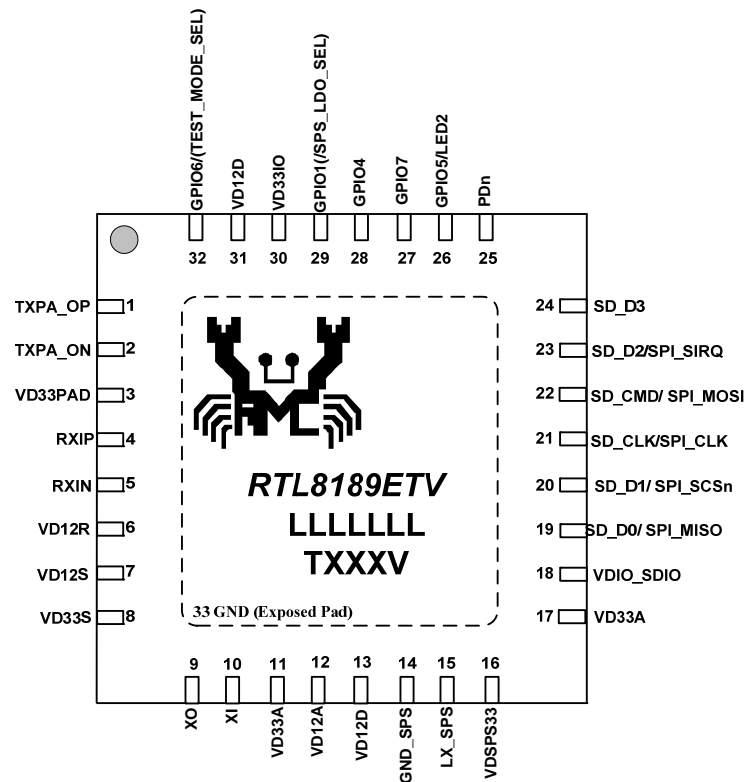 GPIO6/(TEST_MODE_SEL)
VD12D
VD33IO
GPIO1(/SPS_LDO_SEL)
GPIO4
GPIO7
GPIO5/LED2
PDn
32 31 30 29 28 27 26 25
TXPA_OP 1
TXPA_ON 2
VD33PAD 3
RXIP 4
RXIN 5
VD12R 6
VD12S 7
VD33S 8
24 SD_D3
23 SD_D2/SPI_SIRQ
22 SD_CMD/ SPI_MOSI
21 SD_CLK/SPI_CLK
20 SD_D1/ SPI_SCSn
19 SD_D0/ SPI_MISO
18 VDIO_SDIO
17 VD33A
RTL8189ETV
LLLLLLL
TXXXV
33 GND (Exposed Pad)
9 10 11 12 13 14 15 16
XO
XI
VD33A
VD12A
VD12D
GND_SPS
LX_SPS
VDSPS33